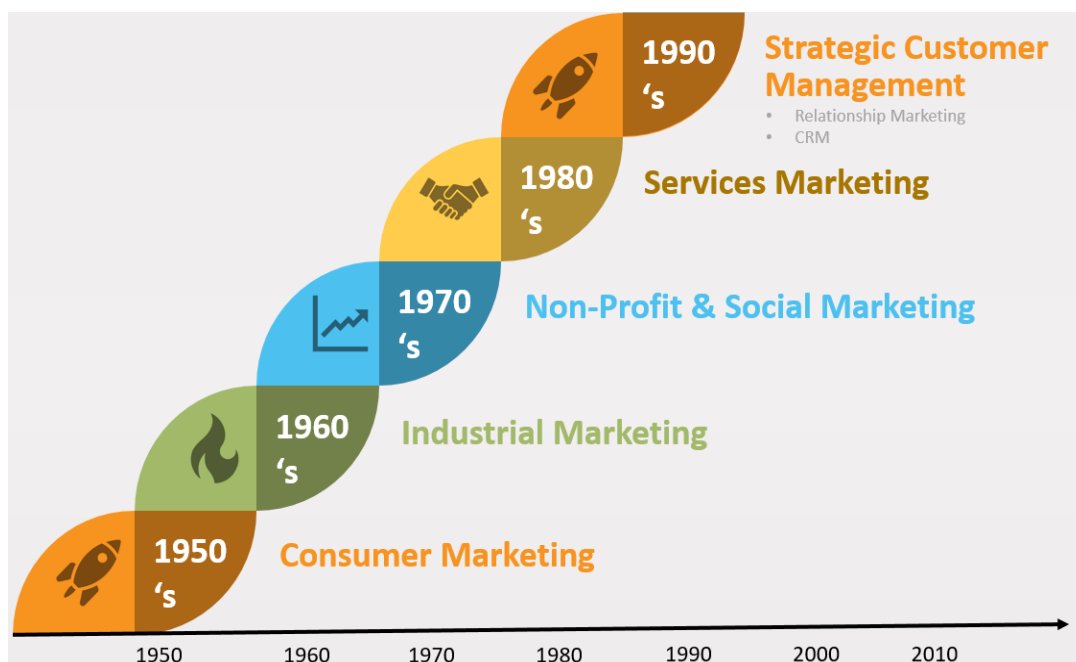 1990
‘s
Strategic Customer
Management
• Relationship Marketing
• CRM
1980
‘s
Services Marketing
1970
‘s
Non-Profit & Social Marketing
1960
‘s
Industrial Marketing
1950
‘s
Consumer Marketing
1950 1960 1970 1980 1990 2000 2010